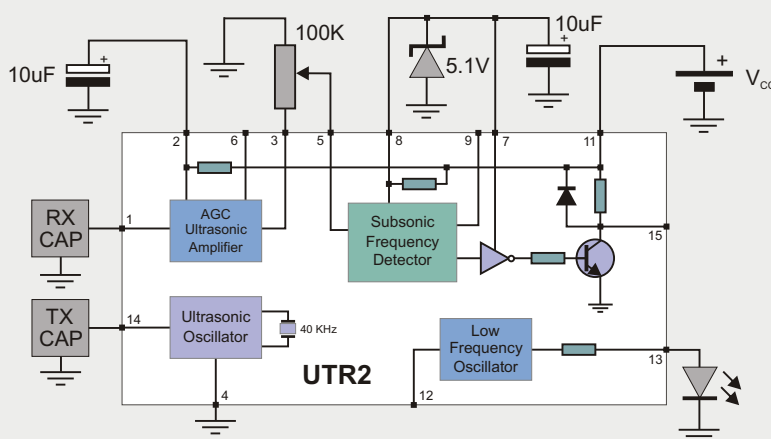 100K
10uF
10uF
5.1V
+
+
+
V
2
6
3
5
8
9
7
11
RX
CAP
1
AGC
Ultrasonic
Amplifier
Subsonic
Frequency
Detector
15
TX
CAP
14
Ultrasonic
Oscillator
40 KHz
Low
Frequency
Oscillator
13
UTR2
4
12